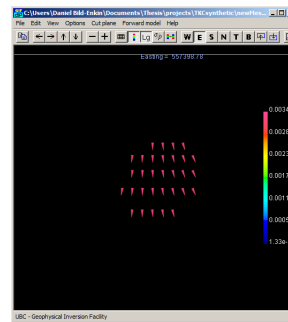 C:\Users\Daniel Bild-Enkin\Documents\Thesis\projects\TKCsynthetic\newMes...
File Edit View Options Cut plane Forward model Help
Lg W E S N T B
Easting= 557398.78
0.0034
0.0028
0.0023
0.0017
0.0011
0.0005
1.33e-
UBC - Geophysical Inversion Facility